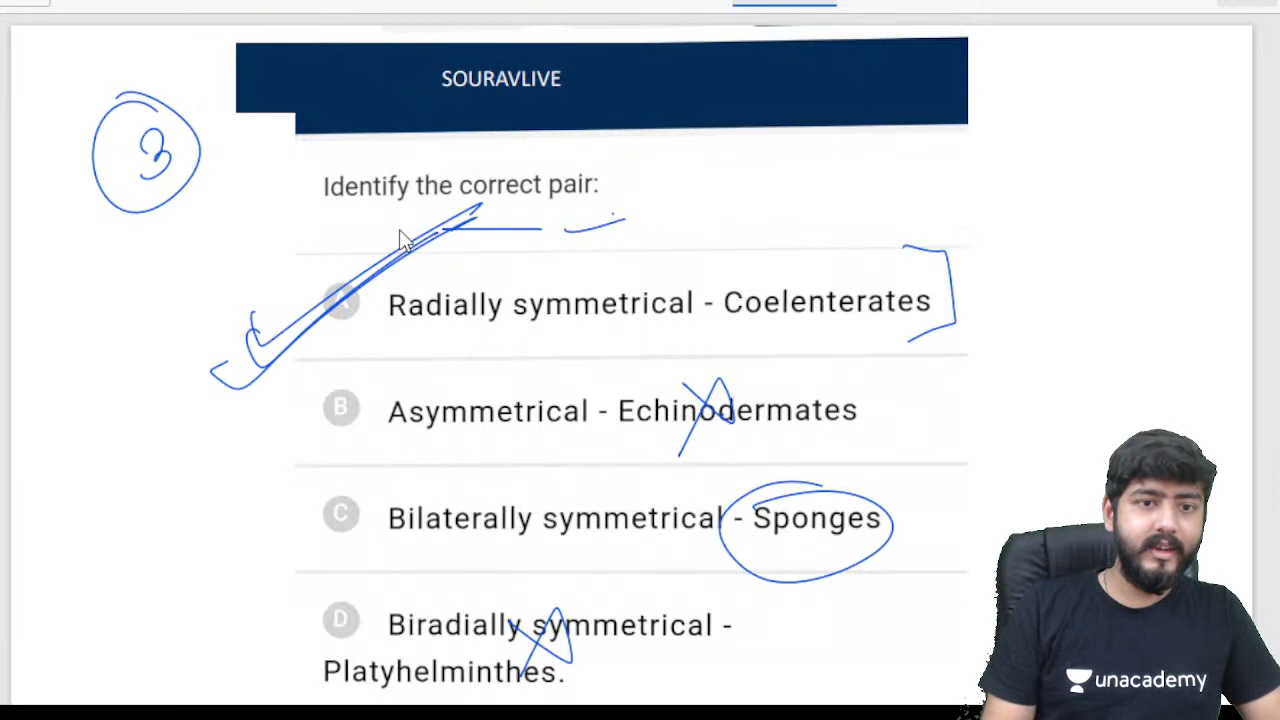 SOURAVLIVE
3
Identify the correct pair:
A Radially symmetrical - Coelenterates
B Asymmetrical - Echinodermates
C Bilaterally symmetrical - Sponges
D Biradially symmetrical -
Platyhelminthes.
unacademy